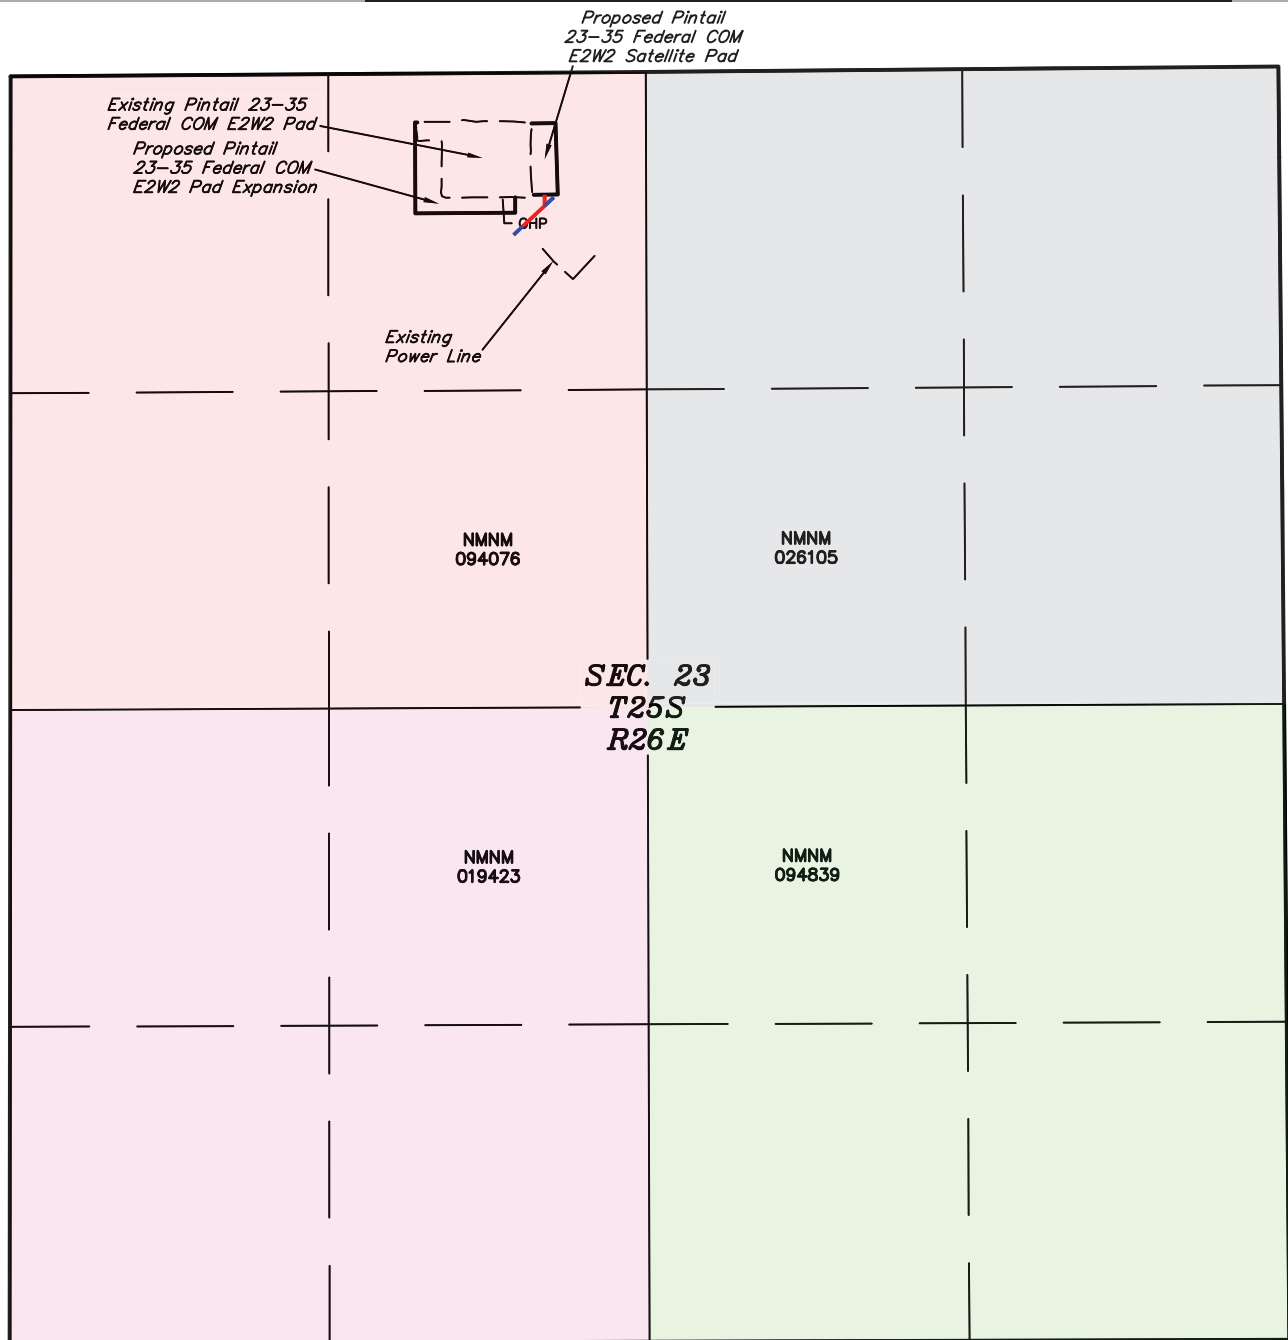 Proposed Pintail
23-35 Federal COM
E2W2 Satellite Pad
Existing Pintail 23-35
Federal COM E2W2 Pad
Proposed Pintail
23-35 Federal COM
E2W2 Pad Expansion
OHP
Existing
Power Line
NMNM
094076
NMNM
026105
SEC. 23
T25S
R26E
NMNM
019423
NMNM
094839